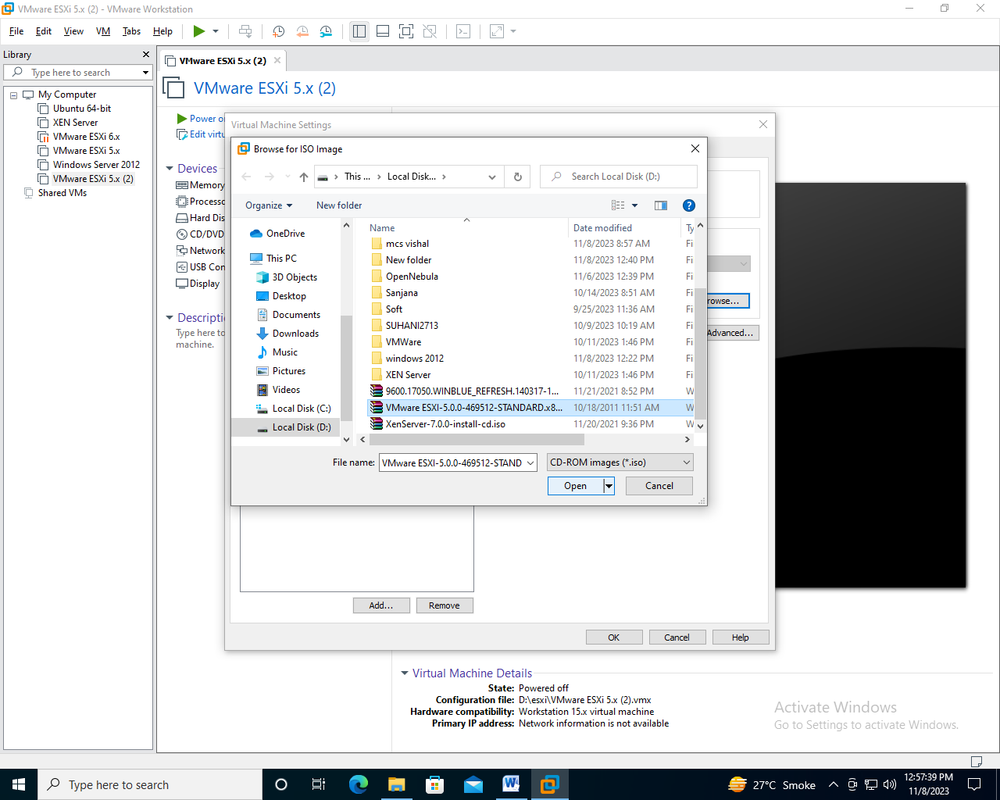 VMware ESXi 5.x (2) - VMware Workstation
File Edit View VM Tabs Help
Library
Type here to search
My Computer
Ubuntu 64-bit
XEN Server
VMware ESXi 6.x
VMware ESXi 5.x
Windows Server 2012
VMware ESXi 5.x (2)
Shared VMs
VMware ESXi 5.x (2)
VMware ESXi 5.x (2)
Power o
Edit virtu
Devices
Memory
Process
Hard Dis
CD/DVD
Network
USB Con
Display
Descripti
Type here to
machine.
Virtual Machine Settings
Browse for ISO Image
This ... Local Disk...
Search Local Disk (D:)
Organize New folder
OneDrive
This PC
3D Objects
Desktop
Documents
Downloads
Music
Pictures
Videos
Local Disk (C:)
Local Disk (D:)
Name Date modified Ty
mcs vishal 11/8/2023 8:57 AM Fi
New folder 11/8/2023 12:40 PM Fi
OpenNebula 11/6/2023 12:39 PM Fi
Sanjana 10/14/2023 8:51 AM Fi
Soft 9/25/2023 11:36 AM Fi
SUHANI2713 10/9/2023 10:19 AM Fi
VMWare 10/11/2023 1:46 PM Fi
windows 2012 11/8/2023 12:22 PM Fi
XEN Server 10/11/2023 1:46 PM Fi
9600.17050.WINBLUE_REFRESH.140317-1... 11/21/2021 8:52 PM W
VMware ESXI-5.0.0-469512-STANDARD.x8... 10/18/2011 11:51 AM W
XenServer-7.0.0-install-cd.iso 11/20/2021 9:36 PM W
File name: VMware ESXI-5.0.0-469512-STAND CD-ROM images (*.iso)
Open Cancel
rowse...
Advanced...
Add... Remove
OK Cancel Help
Virtual Machine Details
State: Powered off
Configuration file: D:\esxi\VMware ESXi 5.x (2).vmx
Hardware compatibility: Workstation 15.x virtual machine
Primary IP address: Network information is not available
Activate Windows
Go to Settings to activate Windows.
Type here to search
27°C Smoke
12:57:39 PM
11/8/2023